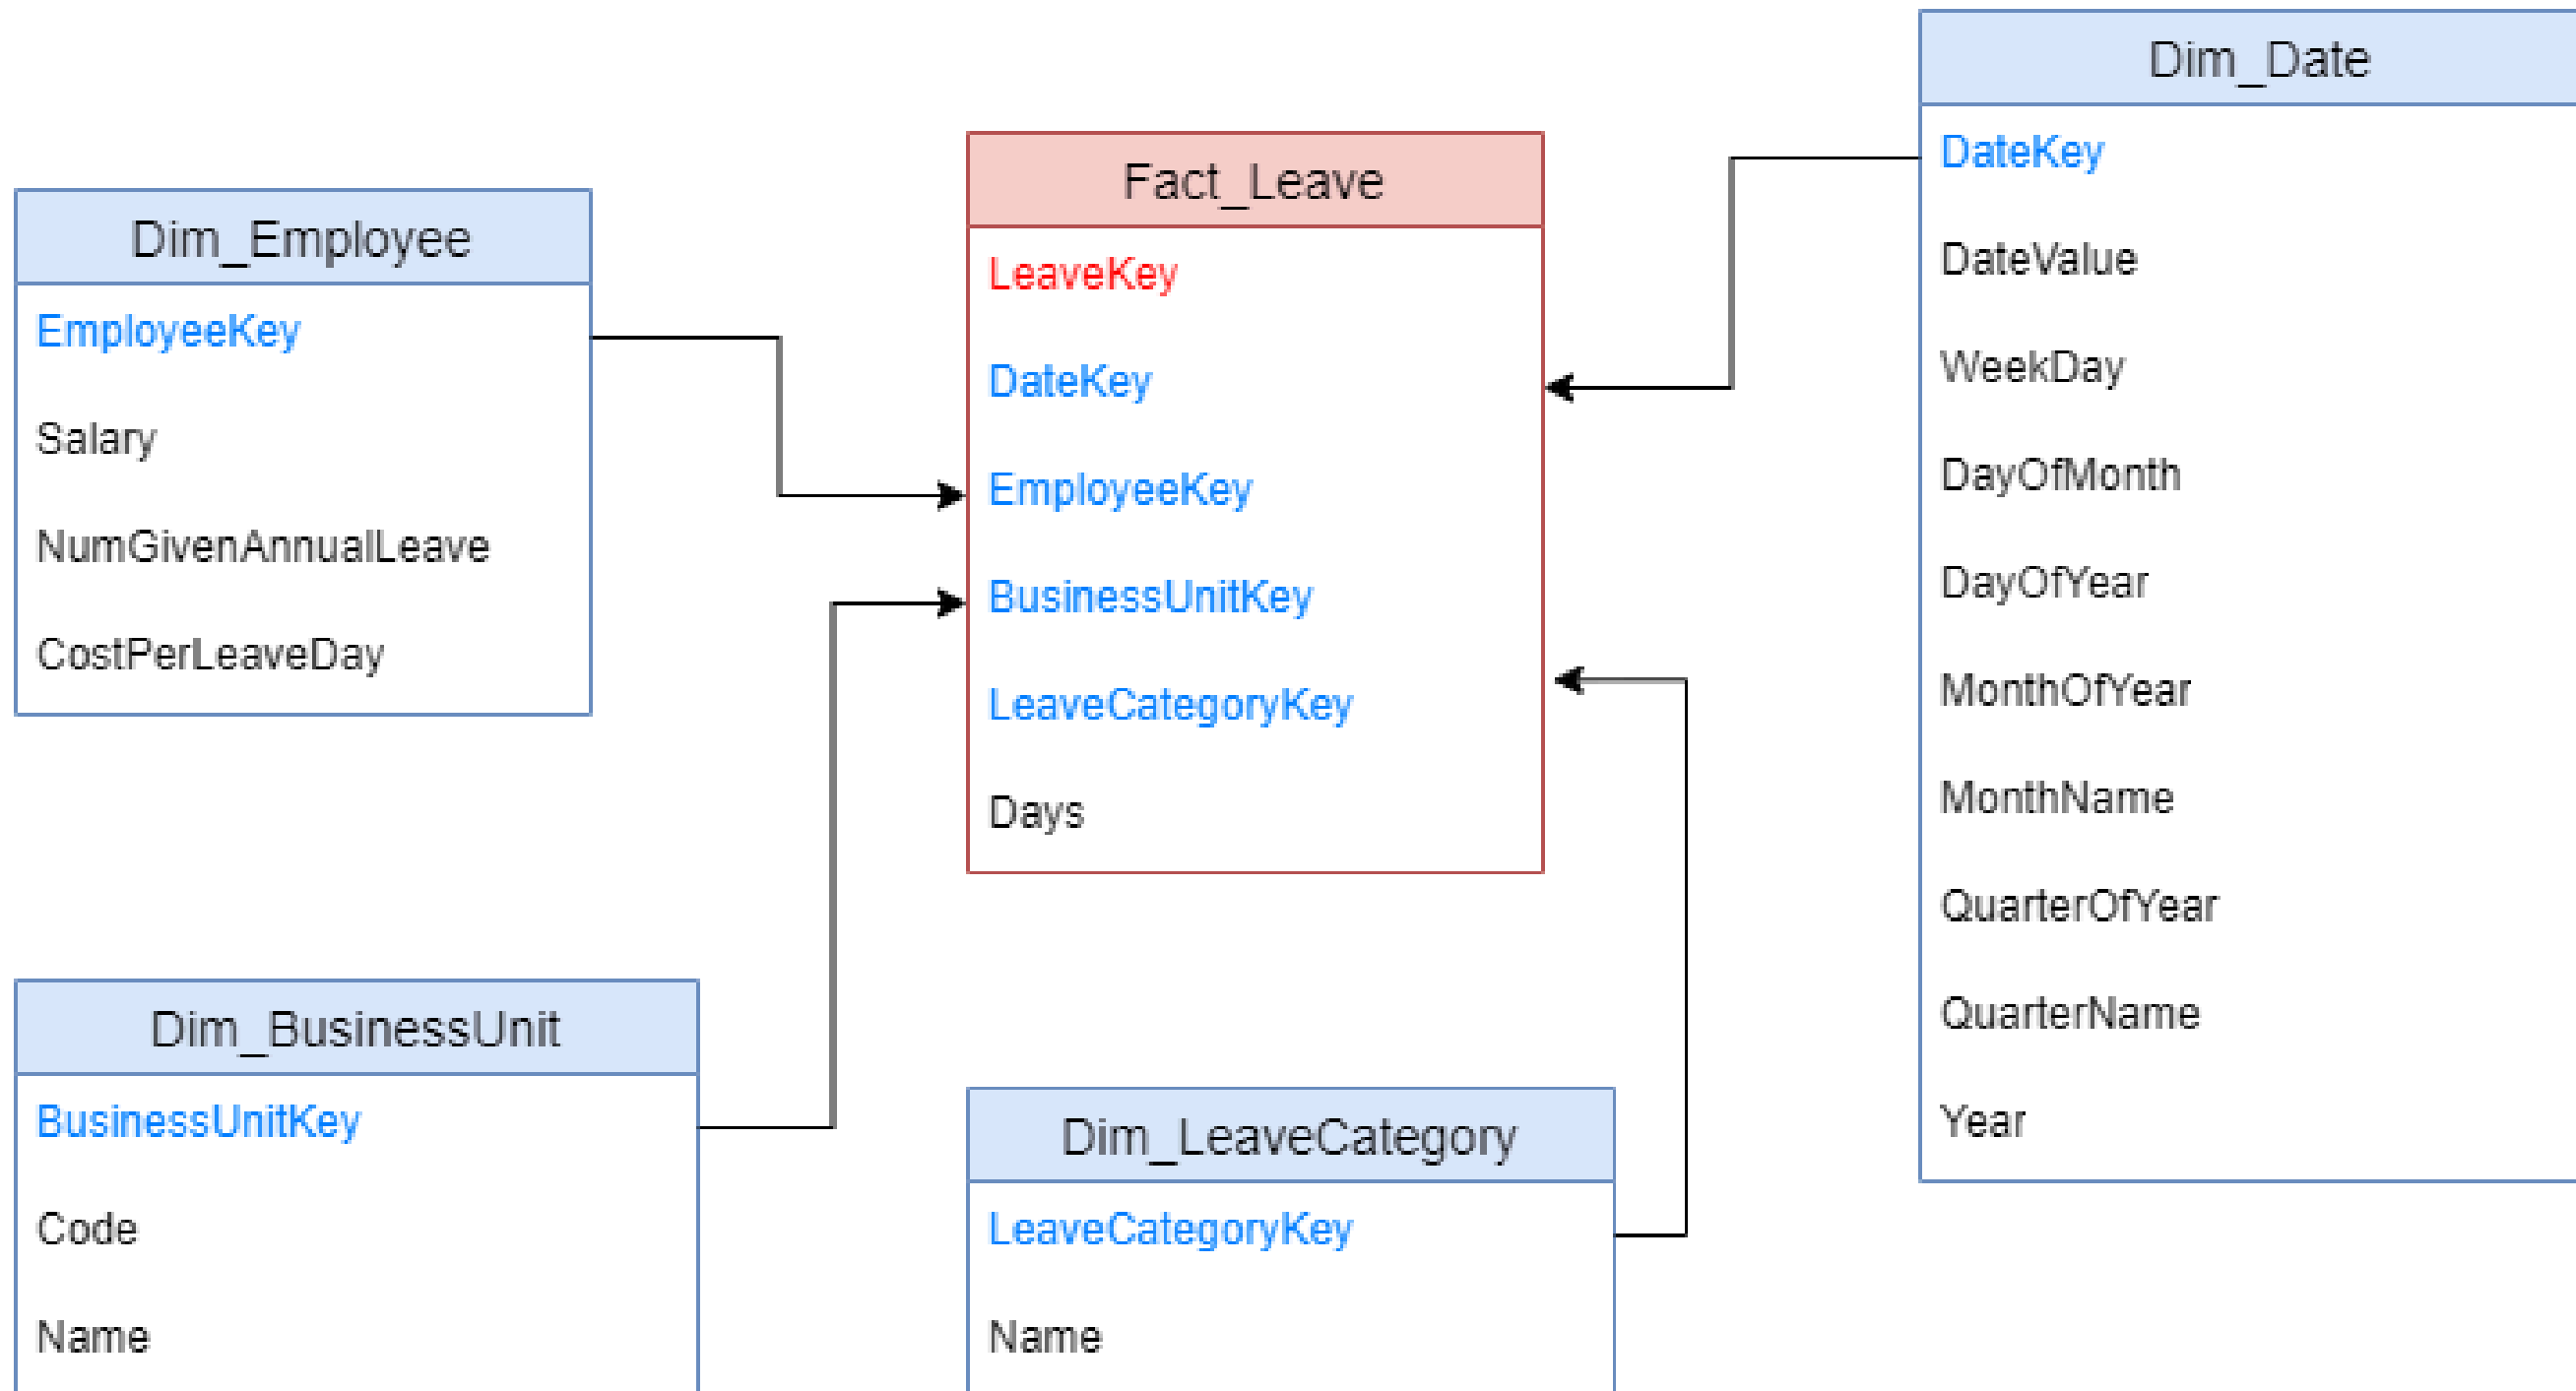 Dim_Employee
EmployeeKey
Salary
NumGivenAnnualLeave
CostPerLeaveDay
Fact_Leave
LeaveKey
DateKey
EmployeeKey
BusinessUnitKey
LeaveCategoryKey
Days
Dim_Date
DateKey
DateValue
WeekDay
DayOfMonth
DayOfYear
MonthOfYear
MonthName
QuarterOfYear
QuarterName
Year
Dim_BusinessUnit
BusinessUnitKey
Code
Name
Dim_LeaveCategory
LeaveCategoryKey
Name